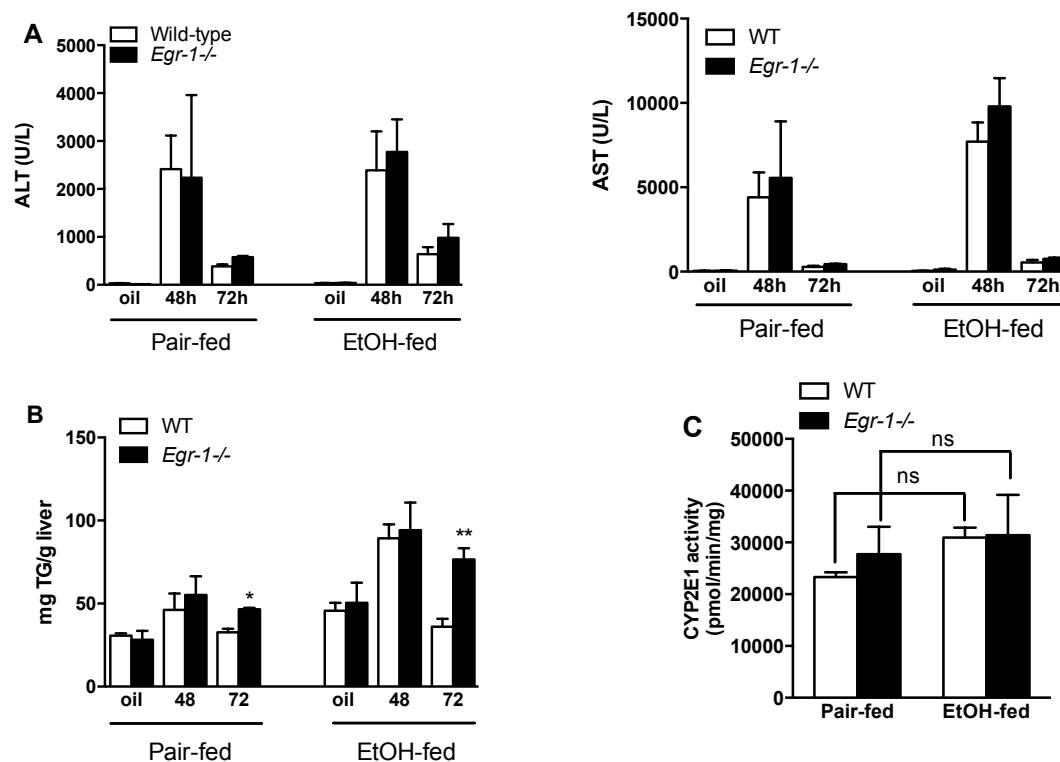 A
Wild-type
Egr-1-/-
ALT (U/L)
5000
4000
3000
2000
1000
0
oil 48h 72h oil 48h 72h
Pair-fed EtOH-fed
WT
Egr-1-/-
AST (U/L)
15000
10000
5000
0
oil 48h 72h oil 48h 72h
Pair-fed EtOH-fed
B
WT
Egr-1-/-
mg TG/g liver
150
100
50
0
* **
oil 48 72 oil 48 72
Pair-fed EtOH-fed
C
WT
Egr-1-/-
CYP2E1 activity
(pmol/min/mg)
50000
40000
30000
20000
10000
0
ns
ns
Pair-fed EtOH-fed